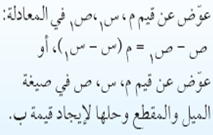 عوّض عن قيم م، س١، ص١ في المعادلة:
ص − ص١ = م (س − س١)، أو
عوّض عن قيم م، س، ص في صيغة
الميل والمقطع وحلها لإيجاد قيمة ب.